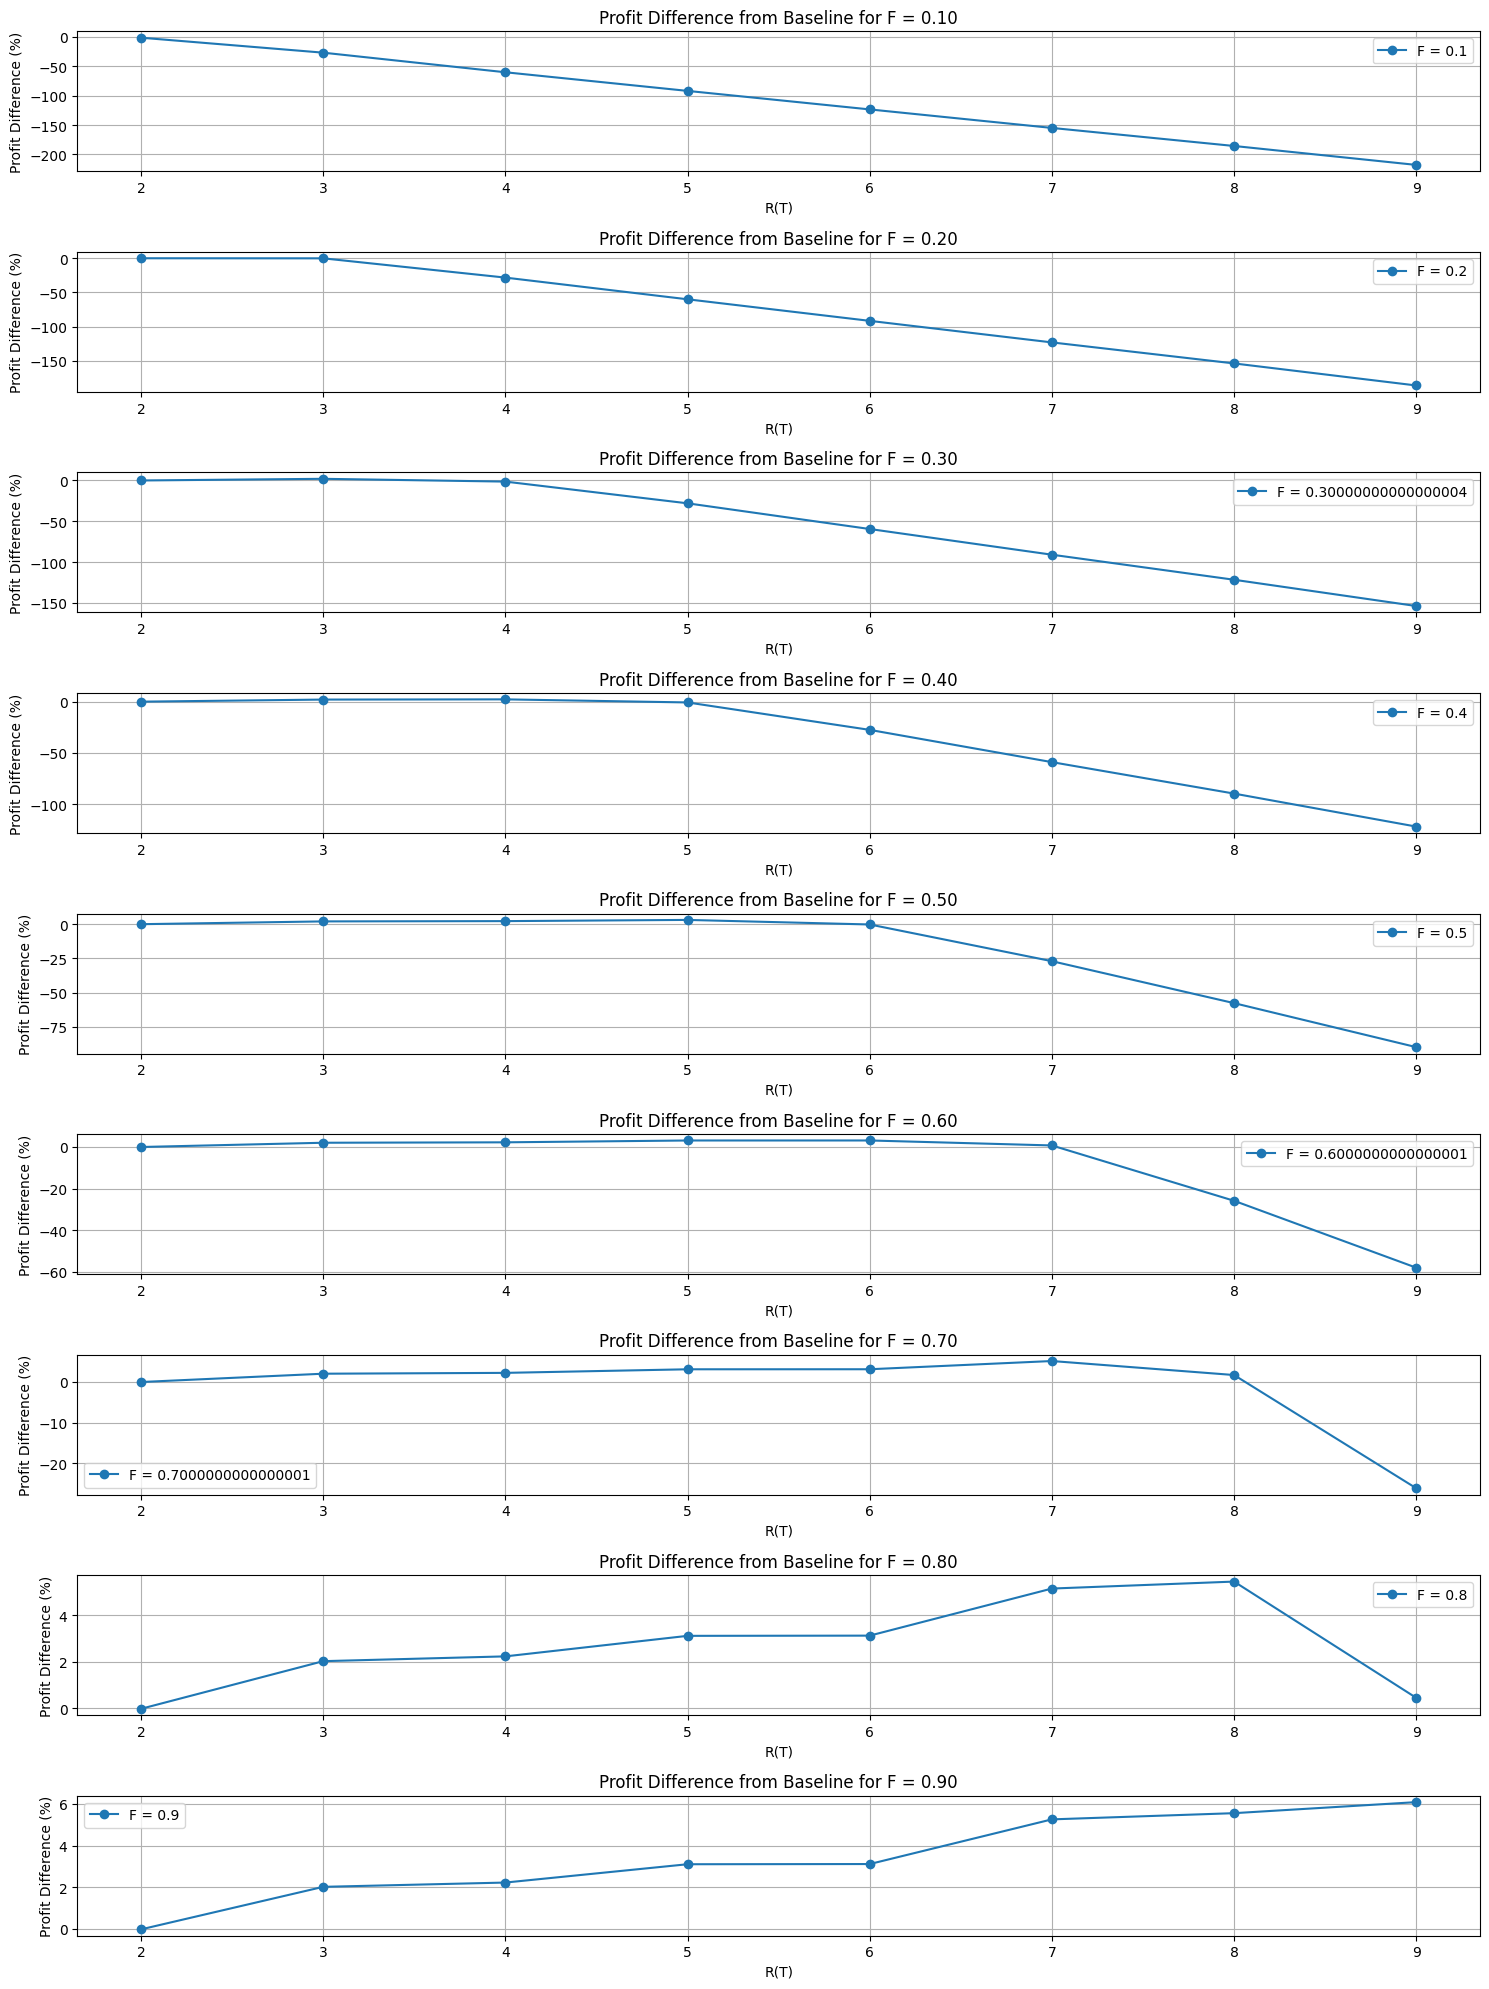 Profit Difference from Baseline for F = 0.10
Profit Difference (%)
0
−50
−100
−150
−200
F = 0.1
2 3 4 5 6 7 8 9
R(T)
Profit Difference from Baseline for F = 0.20
Profit Difference (%)
0
−50
−100
−150
F = 0.2
2 3 4 5 6 7 8 9
R(T)
Profit Difference from Baseline for F = 0.30
Profit Difference (%)
0
−50
−100
−150
F = 0.30000000000000004
2 3 4 5 6 7 8 9
R(T)
Profit Difference from Baseline for F = 0.40
Profit Difference (%)
0
−50
−100
F = 0.4
2 3 4 5 6 7 8 9
R(T)
Profit Difference from Baseline for F = 0.50
Profit Difference (%)
0
−25
−50
−75
F = 0.5
2 3 4 5 6 7 8 9
R(T)
Profit Difference from Baseline for F = 0.60
Profit Difference (%)
0
−20
−40
−60
F = 0.6000000000000001
2 3 4 5 6 7 8 9
R(T)
Profit Difference from Baseline for F = 0.70
Profit Difference (%)
0
−10
−20
F = 0.7000000000000001
2 3 4 5 6 7 8 9
R(T)
Profit Difference from Baseline for F = 0.80
Profit Difference (%)
4
2
0
F = 0.8
2 3 4 5 6 7 8 9
R(T)
Profit Difference from Baseline for F = 0.90
Profit Difference (%)
6
4
2
0
F = 0.9
2 3 4 5 6 7 8 9
R(T)